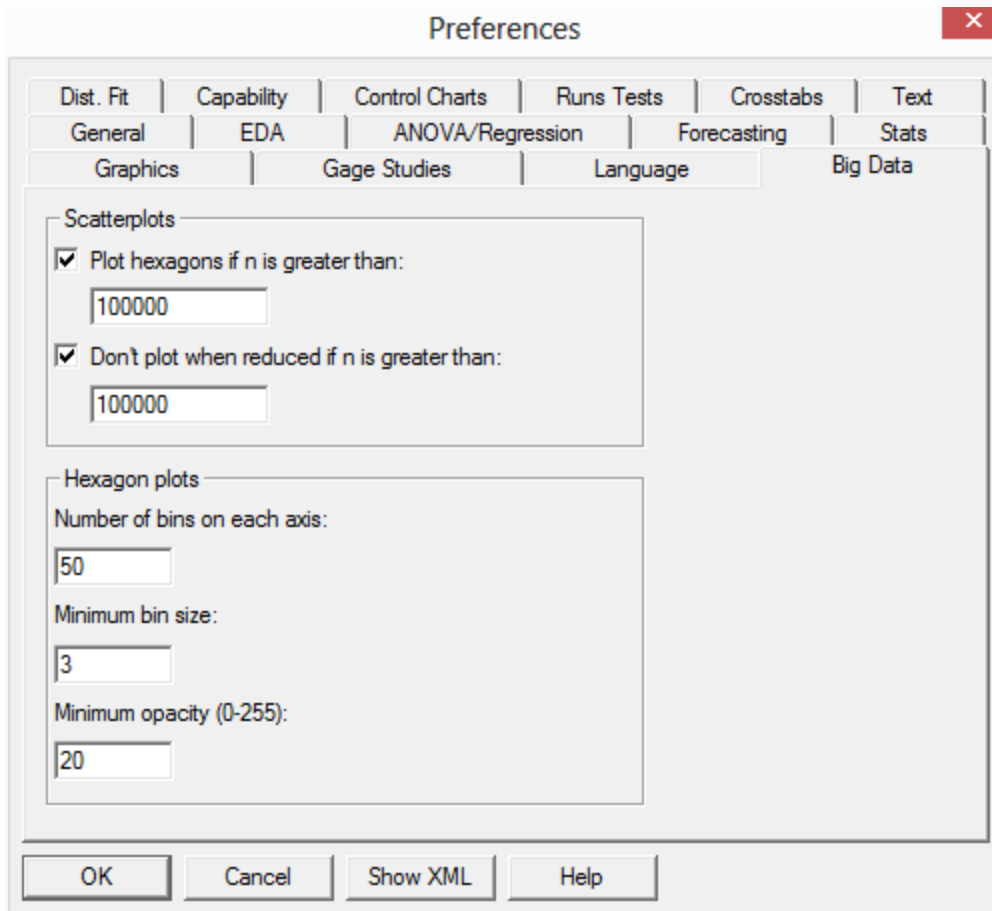 Preferences
Dist. Fit Capability Control Charts Runs Tests Crosstabs Text
General EDA ANOVA/Regression Forecasting Stats
Graphics Gage Studies Language Big Data
Scatterplots
Plot hexagons if n is greater than:
100000
Don't plot when reduced if n is greater than:
100000
Hexagon plots
Number of bins on each axis:
50
Minimum bin size:
3
Minimum opacity (0-255):
20
OK Cancel Show XML Help